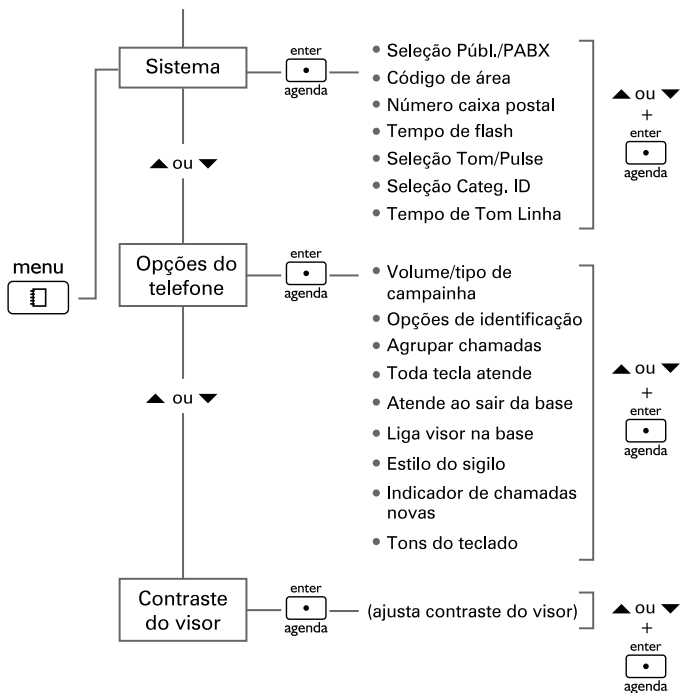 Sistema
enter
agenda
• Seleção Públ./PABX
• Código de área
• Número caixa postal
• Tempo de flash
• Seleção Tom/Pulse
• Seleção Categ. ID
• Tempo de Tom Linha
▲ ou ▼
+
enter
agenda
▲ ou ▼
menu
Opções do
telefone
enter
agenda
• Volume/tipo de
campainha
• Opções de identificação
• Agrupar chamadas
• Toda tecla atende
• Atende ao sair da base
• Liga visor na base
• Estilo do sigilo
• Indicador de chamadas
novas
• Tons do teclado
▲ ou ▼
+
enter
agenda
▲ ou ▼
Contraste
do visor
enter
agenda
(ajusta contraste do visor)
▲ ou ▼
+
enter
agenda